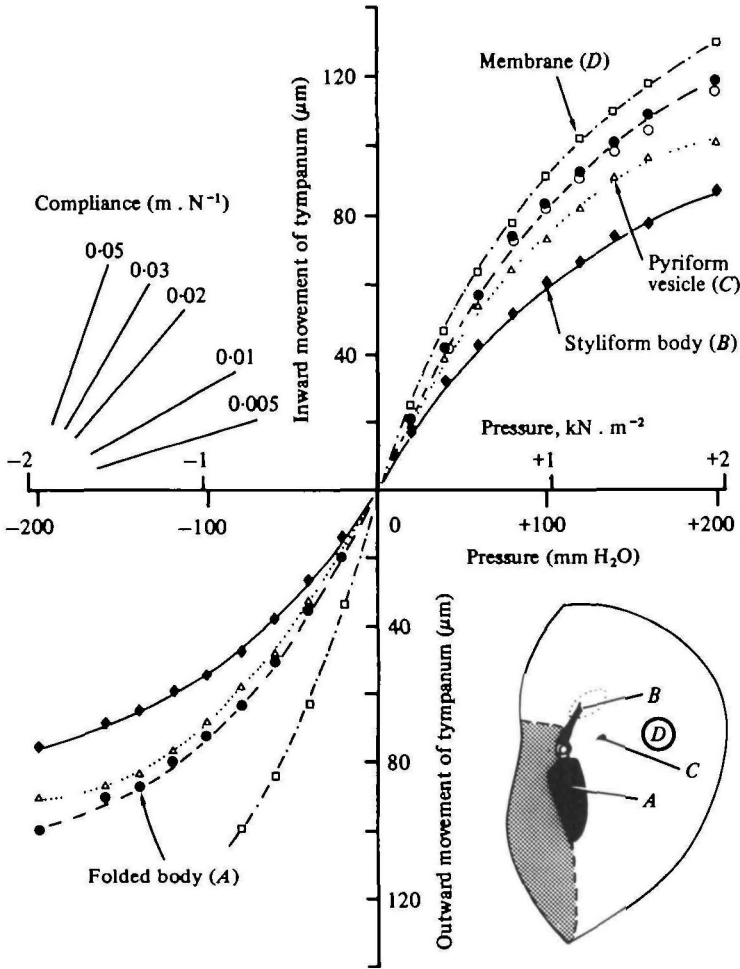 120
80
40
Inward movement of tympanum (μm)
Membrane (D)
Pyriform
vesicle (C)
Styliform body (B)
Compliance (m . N⁻¹)
0·05
0·03
0·02
0·01
0·005
Pressure, kN . m⁻²
−2
−1
+1
+2
−200
−100
0
+100
+200
Pressure (mm H₂O)
40
80
120
Outward movement of tympanum (μm)
Folded body (A)
B
D
C
A